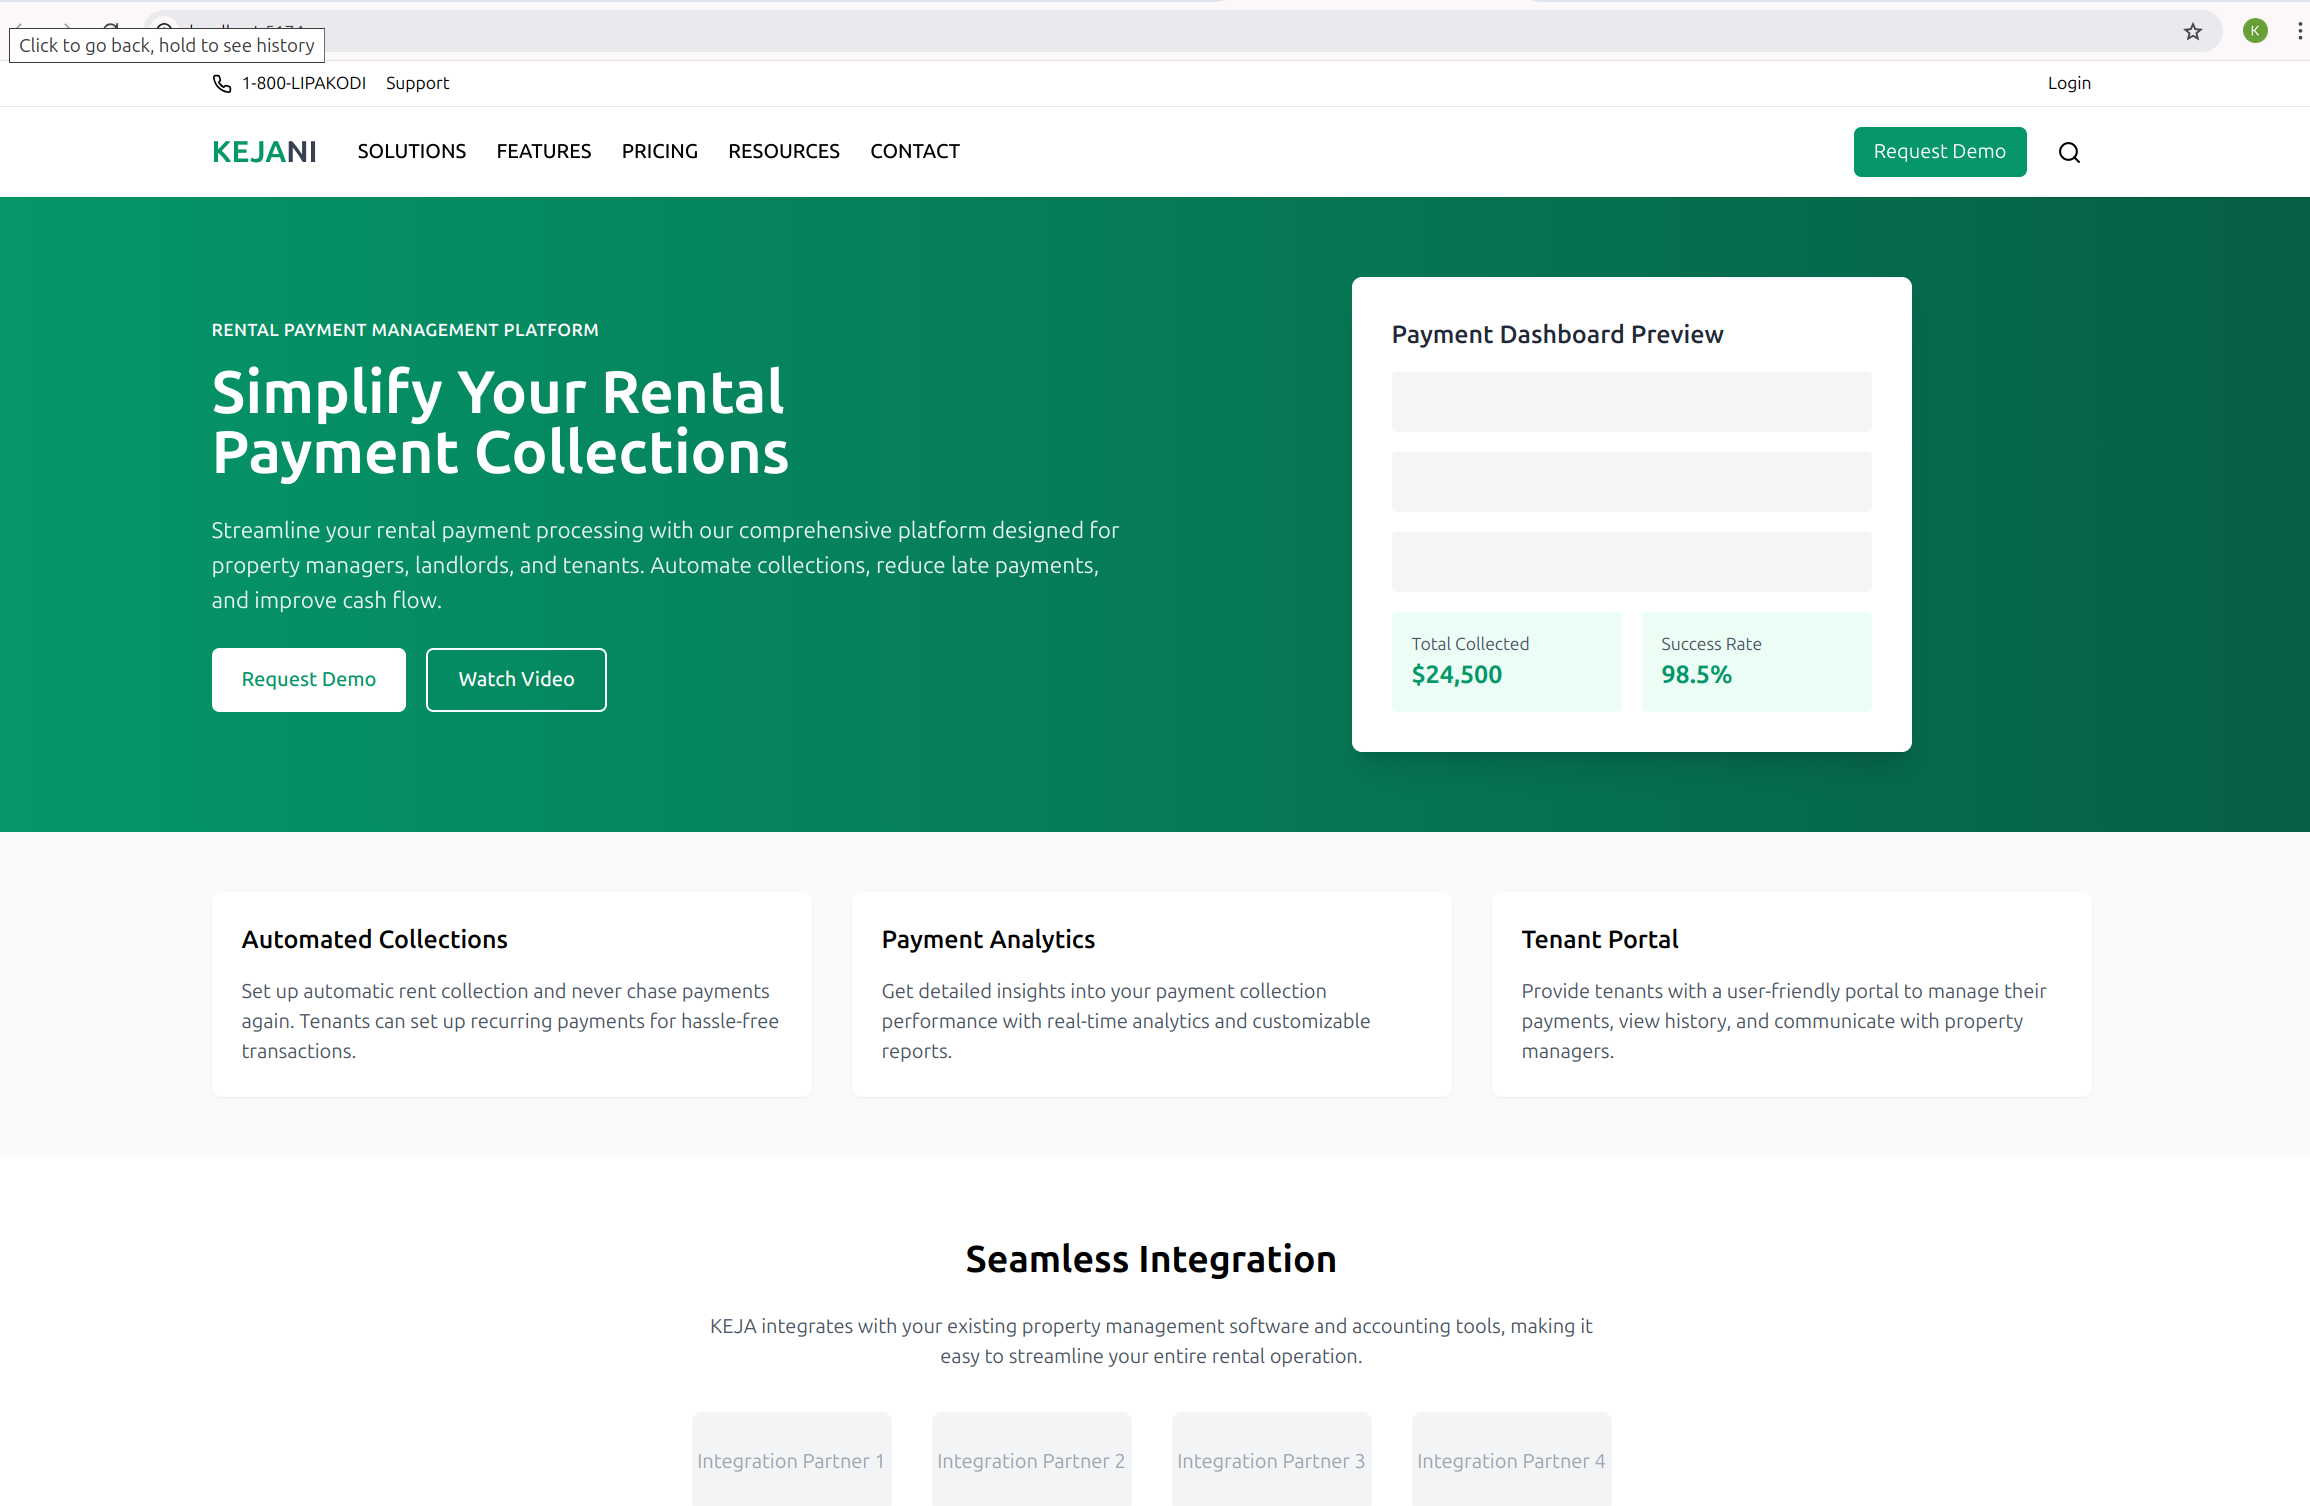 Click to go back, hold to see history
1-800-LIPAKODI Support Login
KEJANI SOLUTIONS FEATURES PRICING RESOURCES CONTACT Request Demo
RENTAL PAYMENT MANAGEMENT PLATFORM
Simplify Your Rental
Payment Collections
Streamline your rental payment processing with our comprehensive platform designed for
property managers, landlords, and tenants. Automate collections, reduce late payments,
and improve cash flow.
Request Demo Watch Video
Payment Dashboard Preview
Total Collected
$24,500
Success Rate
98.5%
Automated Collections
Set up automatic rent collection and never chase payments
again. Tenants can set up recurring payments for hassle-free
transactions.
Payment Analytics
Get detailed insights into your payment collection
performance with real-time analytics and customizable
reports.
Tenant Portal
Provide tenants with a user-friendly portal to manage their
payments, view history, and communicate with property
managers.
Seamless Integration
KEJA integrates with your existing property management software and accounting tools, making it
easy to streamline your entire rental operation.
Integration Partner 1 Integration Partner 2 Integration Partner 3 Integration Partner 4
K